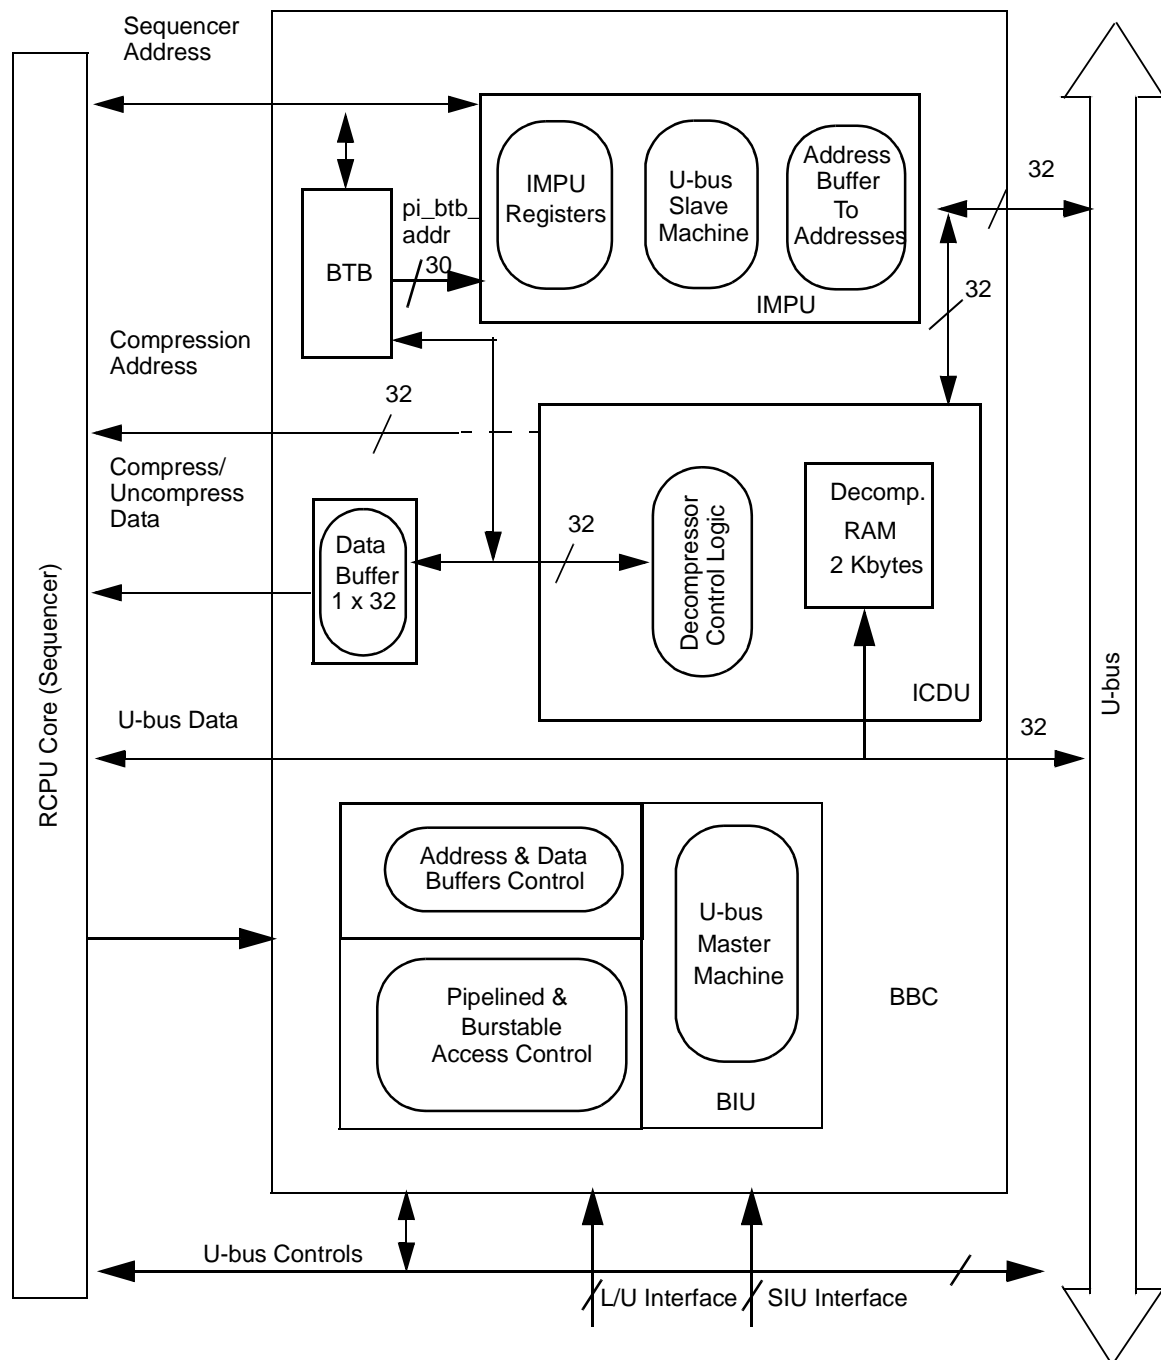 Sequencer
Address
32
IMPU
Registers
U-bus
Slave
Machine
Address
Buffer
To
Addresses
pi_btb_
addr
30
BTB
IMPU
32
Compression
Address
32
Compress/
Uncompress
Data
Data
Buffer
1 x 32
32
Decompressor
Control Logic
Decomp.
RAM
2 Kbytes
ICDU
RCPU Core (Sequencer)
U-bus
U-bus Data
32
Address & Data
Buffers Control
U-bus
Master
Machine
Pipelined &
Burstable
Access Control
BIU
BBC
U-bus Controls
L/U Interface
SIU Interface